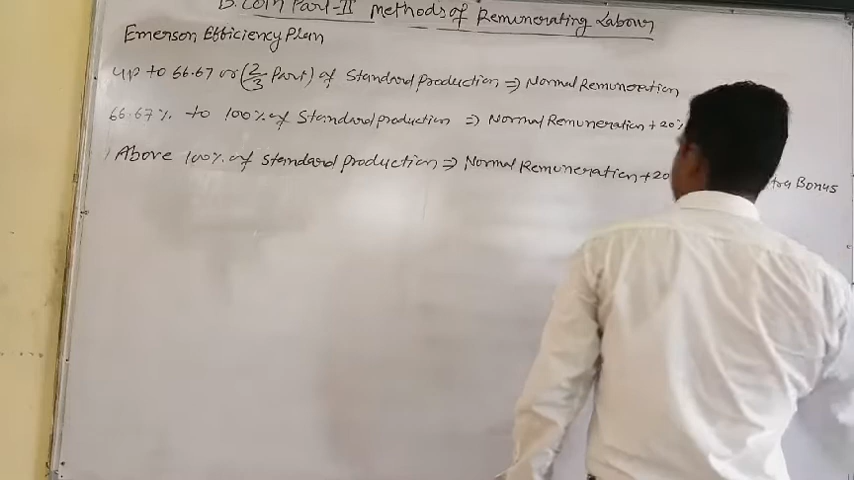 B.Com Part-II methods of Remunerating Labour
Emerson Efficiency Plan
up to 66.67 or (2/3 Part) of Standard production ⇒ Normal Remuneration
66.67% to 100% of Standard production ⇒ Normal Remuneration + 20%
Above 100% of standard production ⇒ Normal Remuneration + 20 Bonus